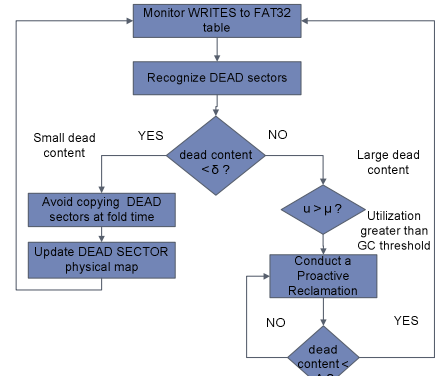 Monitor WRITES to FAT32
table
Recognize DEAD sectors
Small dead
content
YES
NO
dead content
< δ ?
Large dead
content
Avoid copying DEAD
sectors at fold time
u > μ ?
Utilization
greater than
GC threshold
Update DEAD SECTOR
physical map
Conduct a
Proactive
Reclamation
NO
YES
dead
content <